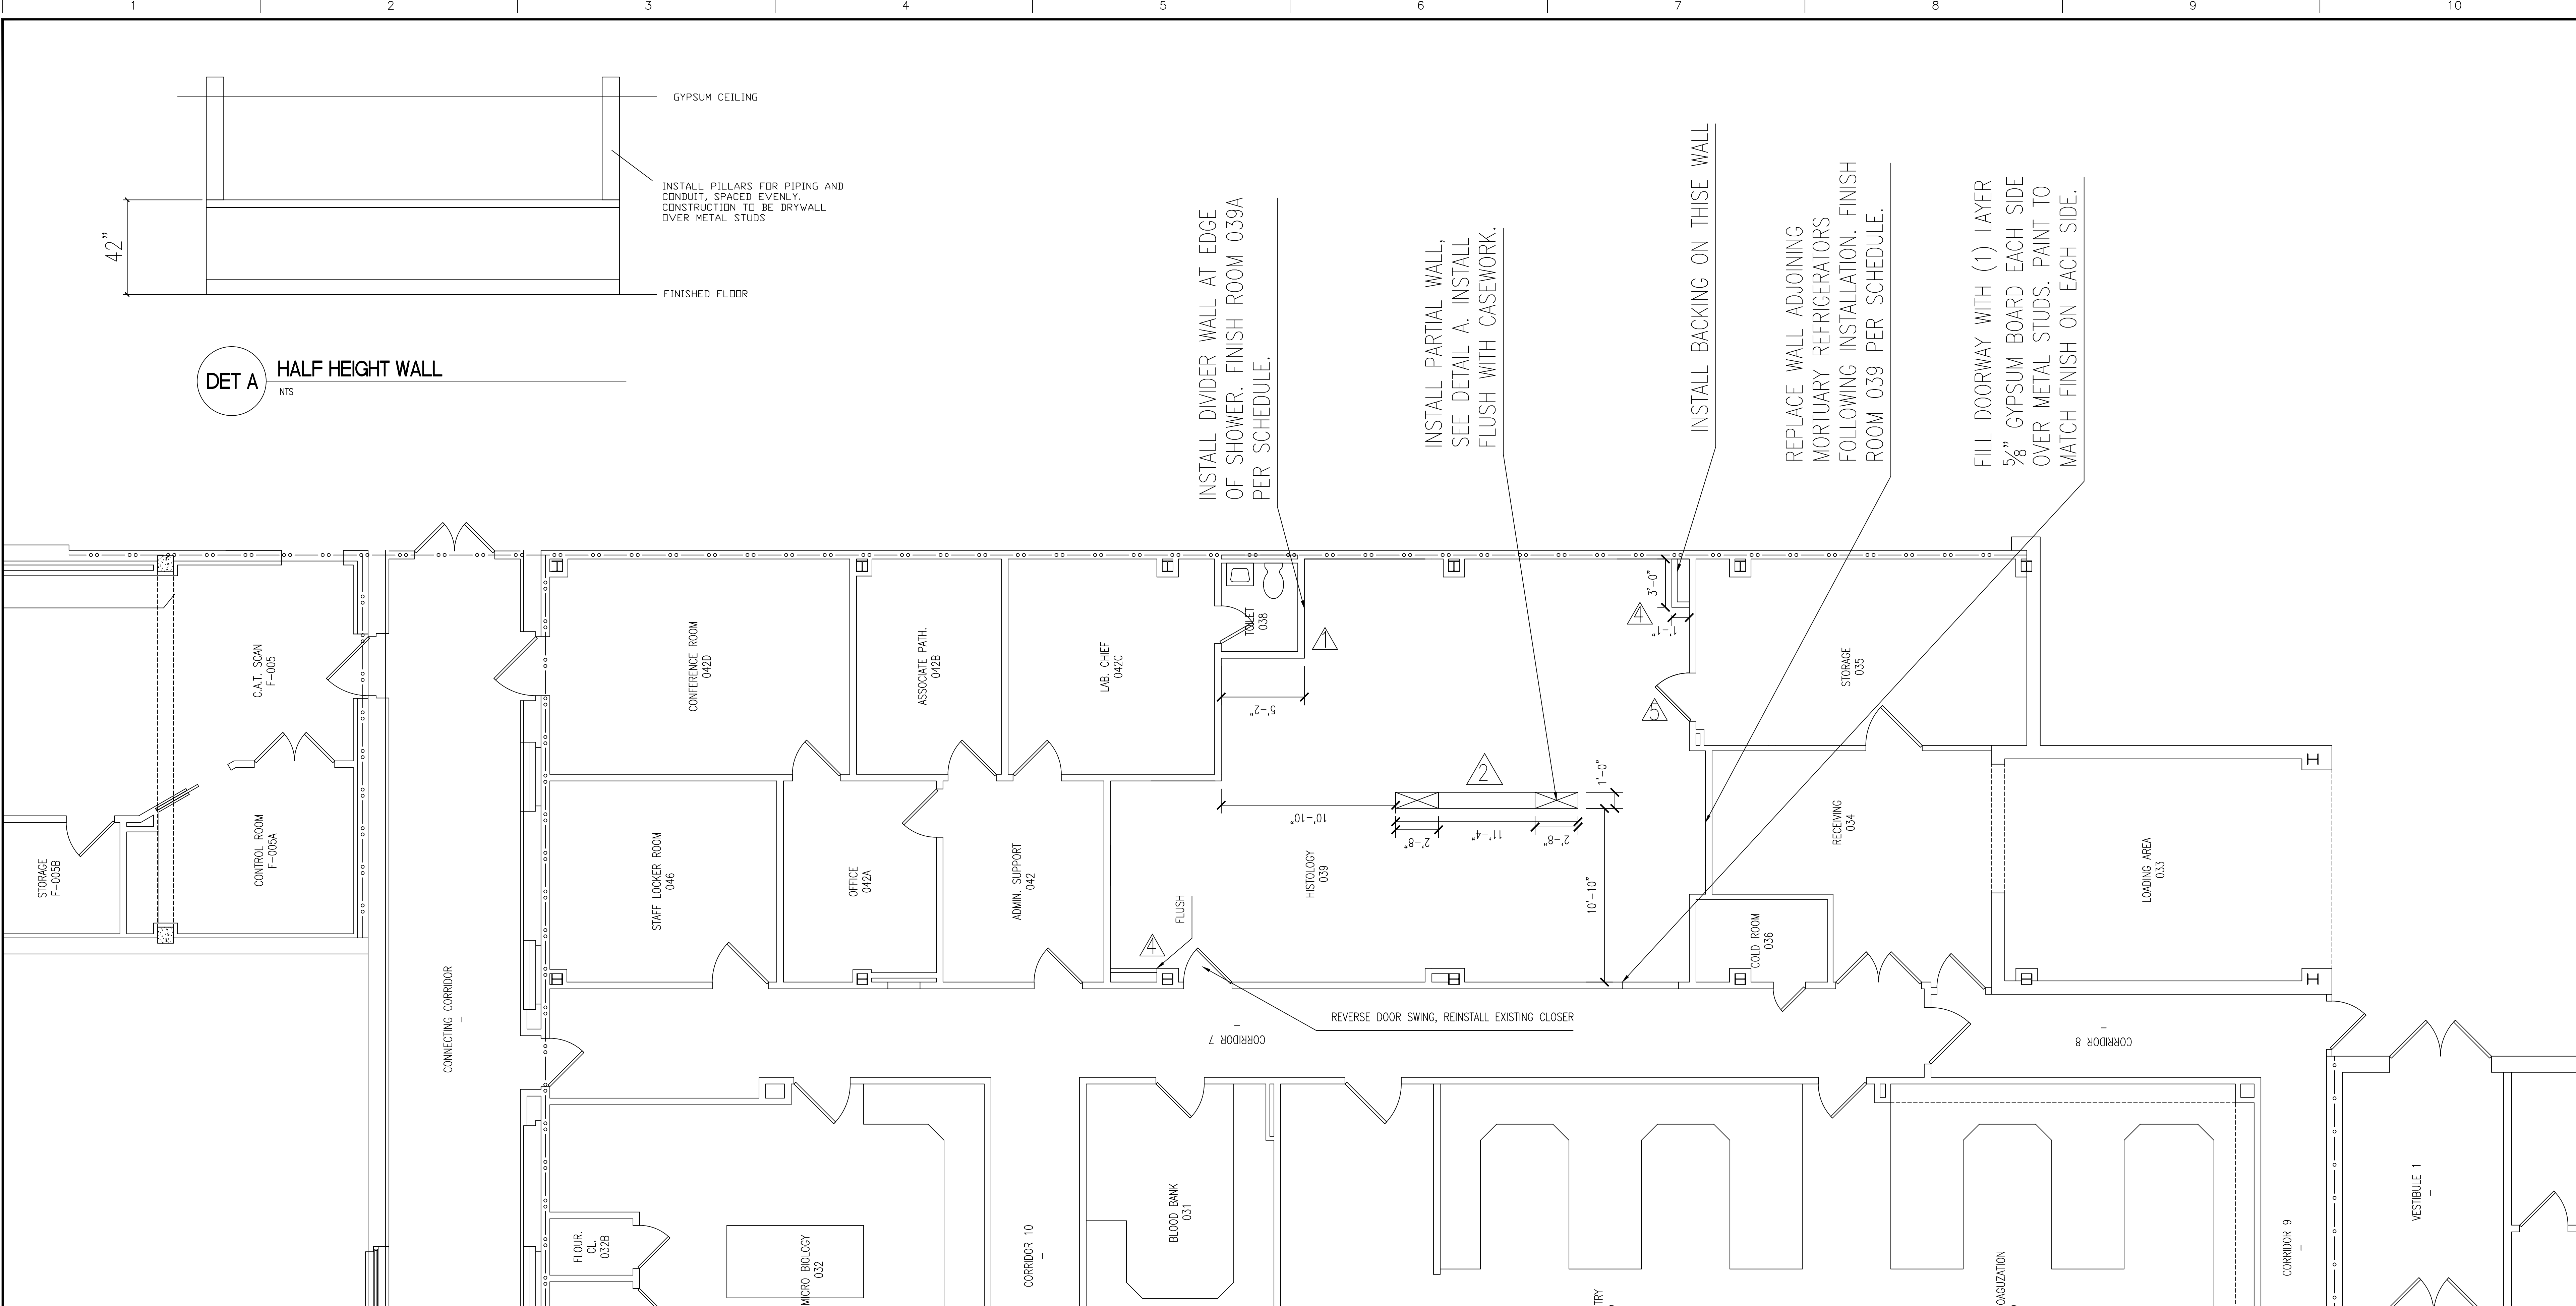 1
2
3
4
5
6
7
8
9
10
GYPSUM CEILING
INSTALL PILLARS FOR PIPING AND
CONDUIT, SPACED EVENLY.
CONSTRUCTION TO BE DRYWALL
OVER METAL STUDS
42"
FINISHED FLOOR
DET A
HALF HEIGHT WALL
NTS
INSTALL DIVIDER WALL AT EDGE
OF SHOWER. FINISH ROOM 039A
PER SCHEDULE.
INSTALL PARTIAL WALL,
SEE DETAIL A. INSTALL
FLUSH WITH CASEWORK.
INSTALL BACKING ON THISE WALL
REPLACE WALL ADJOINING
MORTUARY REFRIGERATORS
FOLLOWING INSTALLATION. FINISH
ROOM 039 PER SCHEDULE.
FILL DOORWAY WITH (1) LAYER
5/8" GYPSUM BOARD EACH SIDE
OVER METAL STUDS. PAINT TO
MATCH FINISH ON EACH SIDE.
C.A.T. SCAN
F-005
CONFERENCE ROOM
042D
ASSOCIATE PATH.
042B
LAB. CHIEF
042C
TOILET
038
1
5'-2"
3'-0"
4
1'-1"
5
STORAGE
035
STORAGE
F-005B
CONTROL ROOM
F-005A
STAFF LOCKER ROOM
046
OFFICE
042A
ADMIN. SUPPORT
042
4
FLUSH
HISTOLOGY
039
2
10'-10"
2'-8"
11'-4"
2'-8"
1'-0"
10'-10"
RECEIVING
034
COLD ROOM
036
LOADING AREA
033
CONNECTING CORRIDOR
-
CORRIDOR 7
-
REVERSE DOOR SWING, REINSTALL EXISTING CLOSER
CORRIDOR 8
-
FLOUR.
CL.
032B
MICRO BIOLOGY
032
CORRIDOR 10
-
BLOOD BANK
031
CORRIDOR 9
-
VESTIBULE 1
-